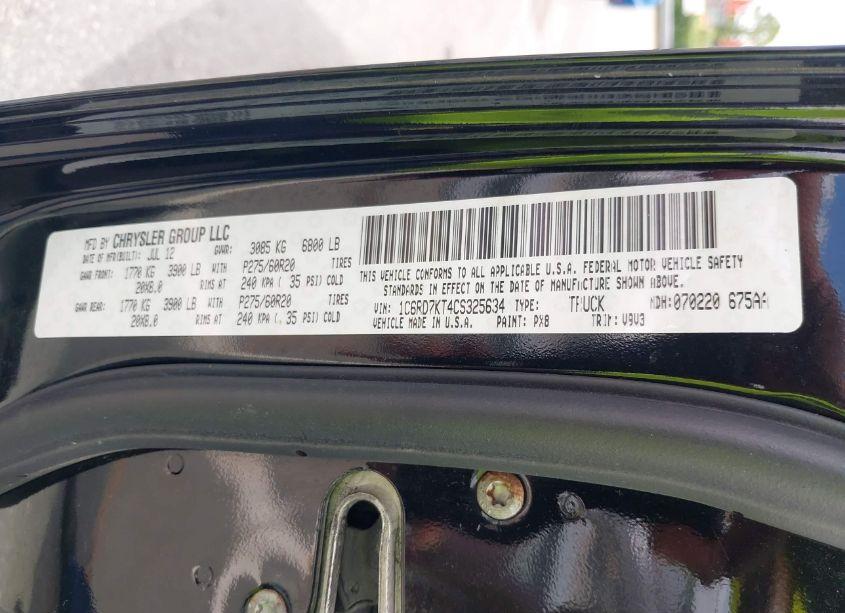 MFD BY CHRYSLER GROUP LLC
DATE OF MFR(BUILT): JUL 12 GVWR: 3085 KG 6800 LB
GAWR FRONT: 1770 KG 3900 LB WITH P275/60R20 TIRES
20X8.0 RIMS AT 240 KPA ( 35 PSI) COLD
GAWR REAR: 1770 KG 3900 LB WITH P275/60R20 TIRES
20X8.0 RIMS AT 240 KPA ( 35 PSI) COLD
THIS VEHICLE CONFORMS TO ALL APPLICABLE U.S.A. FEDERAL MOTOR VEHICLE SAFETY
STANDARDS IN EFFECT ON THE DATE OF MANUFACTURE SHOWN ABOVE.
VIN: 1C6RD7KT4CS325634 TYPE: TRUCK MDH:070220 675AA
VEHICLE MADE IN U.S.A. PAINT: PX8 TRIM: V9V3